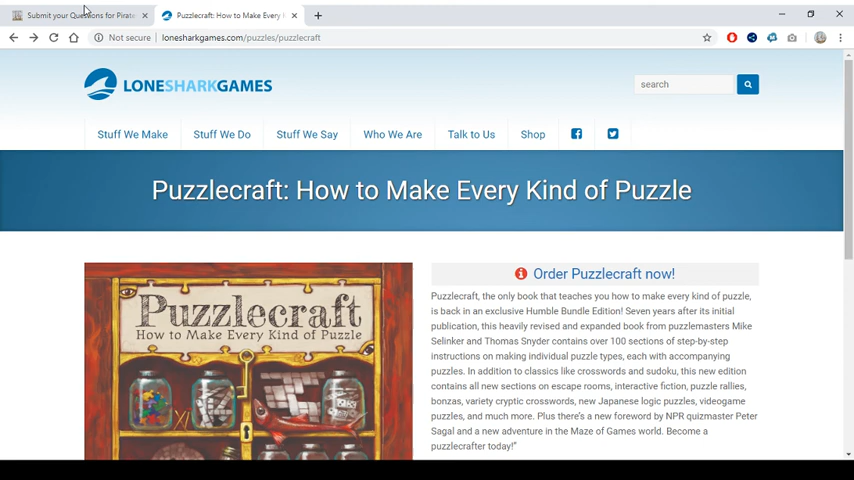 Submit your Questions for Pirate
Puzzlecraft: How to Make Every
Not secure
lonesharkgames.com/puzzles/puzzlecraft
LONESHARKGAMES
search
Stuff We Make
Stuff We Do
Stuff We Say
Who We Are
Talk to Us
Shop
Puzzlecraft: How to Make Every Kind of Puzzle
Puzzlecraft
How to Make Every Kind of Puzzle
Order Puzzlecraft now!
Puzzlecraft, the only book that teaches you how to make every kind of puzzle,
is back in an exclusive Humble Bundle Edition! Seven years after its initial
publication, this heavily revised and expanded book from puzzlemasters Mike
Selinker and Thomas Snyder contains over 100 sections of step-by-step
instructions on making individual puzzle types, each with accompanying
puzzles. In addition to classics like crosswords and sudoku, this new edition
contains all new sections on escape rooms, interactive fiction, puzzle rallies,
bonzas, variety cryptic crosswords, new Japanese logic puzzles, videogame
puzzles, and much more. Plus there's a new foreword by NPR quizmaster Peter
Sagal and a new adventure in the Maze of Games world. Become a
puzzlecrafter today!"